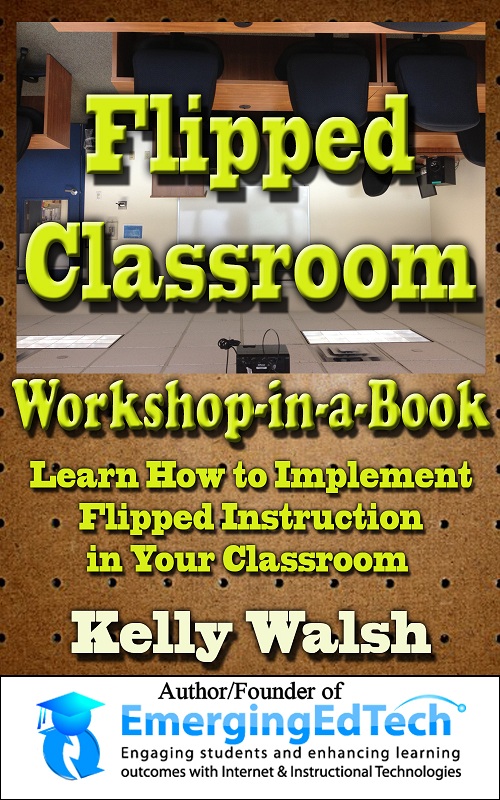 Flipped
Classroom
Workshop-in-a-Book
Learn How to Implement
Flipped Instruction
in Your Classroom
Kelly Walsh
Author/Founder of
EmergingEdTech
Engaging students and enhancing learning
outcomes with Internet & Instructional Technologies